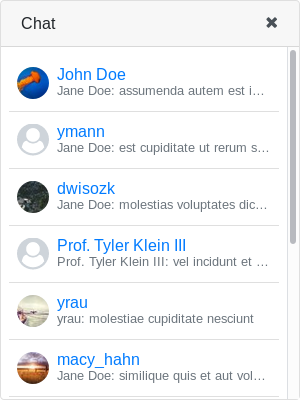 Chat
John Doe
Jane Doe: assumenda autem est i…
ymann
Jane Doe: est cupiditate ut rerum s…
dwisozk
Jane Doe: molestias voluptates dic…
Prof. Tyler Klein III
Prof. Tyler Klein III: vel incidunt et …
yrau
yrau: molestiae cupiditate nesciunt
macy_hahn
Jane Doe: similique quis et aut vol…